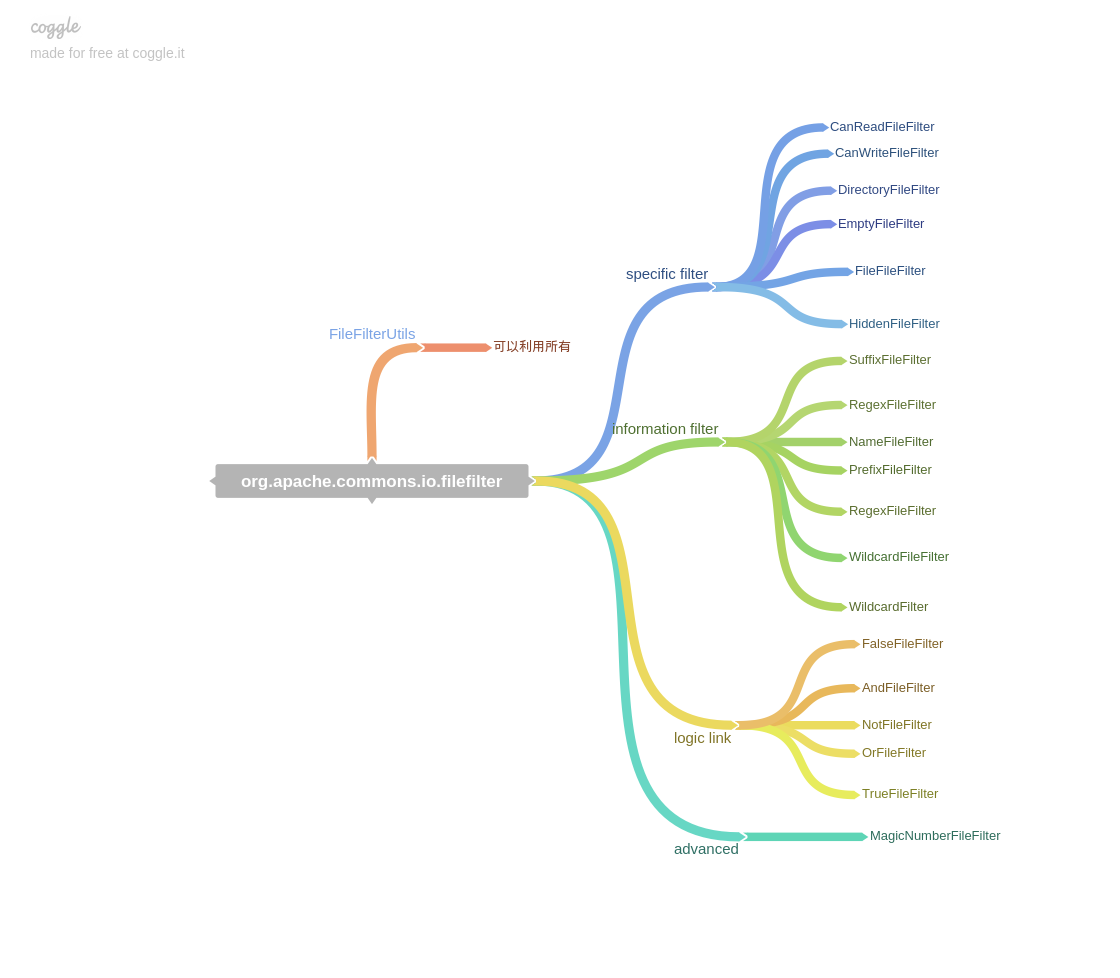 coggle
made for free at coggle.it
CanReadFileFilter
CanWriteFileFilter
DirectoryFileFilter
EmptyFileFilter
specific filter
FileFileFilter
HiddenFileFilter
FileFilterUtils
可以利用所有
SuffixFileFilter
RegexFileFilter
information filter
NameFileFilter
PrefixFileFilter
org.apache.commons.io.filefilter
RegexFileFilter
WildcardFileFilter
WildcardFilter
FalseFileFilter
AndFileFilter
NotFileFilter
logic link
OrFileFilter
TrueFileFilter
MagicNumberFileFilter
advanced